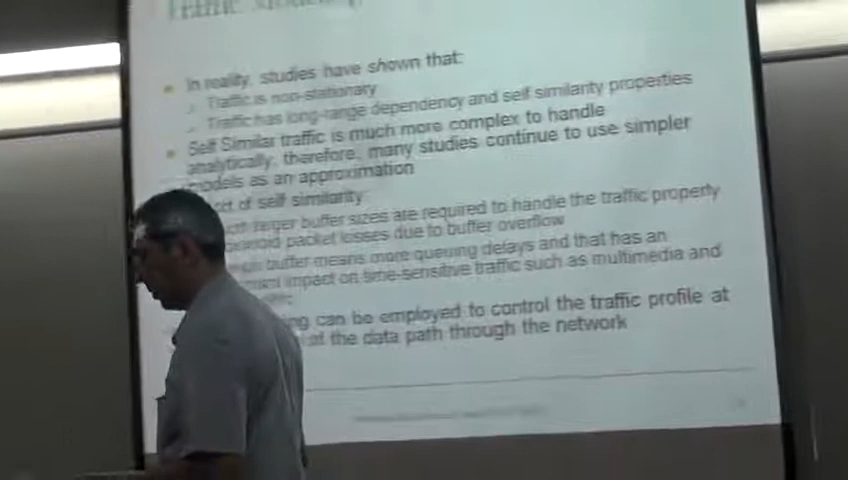 Traffic
In reality, studies have shown that:
Traffic is non-stationary
Traffic has long-range dependency and self similarity properties
Self Similar traffic is much more complex to handle
analytically, therefore, many studies continue to use simpler
models as an approximation
of self similarity:
larger buffer sizes are required to handle the traffic property
avoid packet losses due to buffer overflow
buffer means more queuing delays and that has an
impact on time-sensitive traffic such as multimedia and
can be employed to control the traffic profile at
of the data path through the network